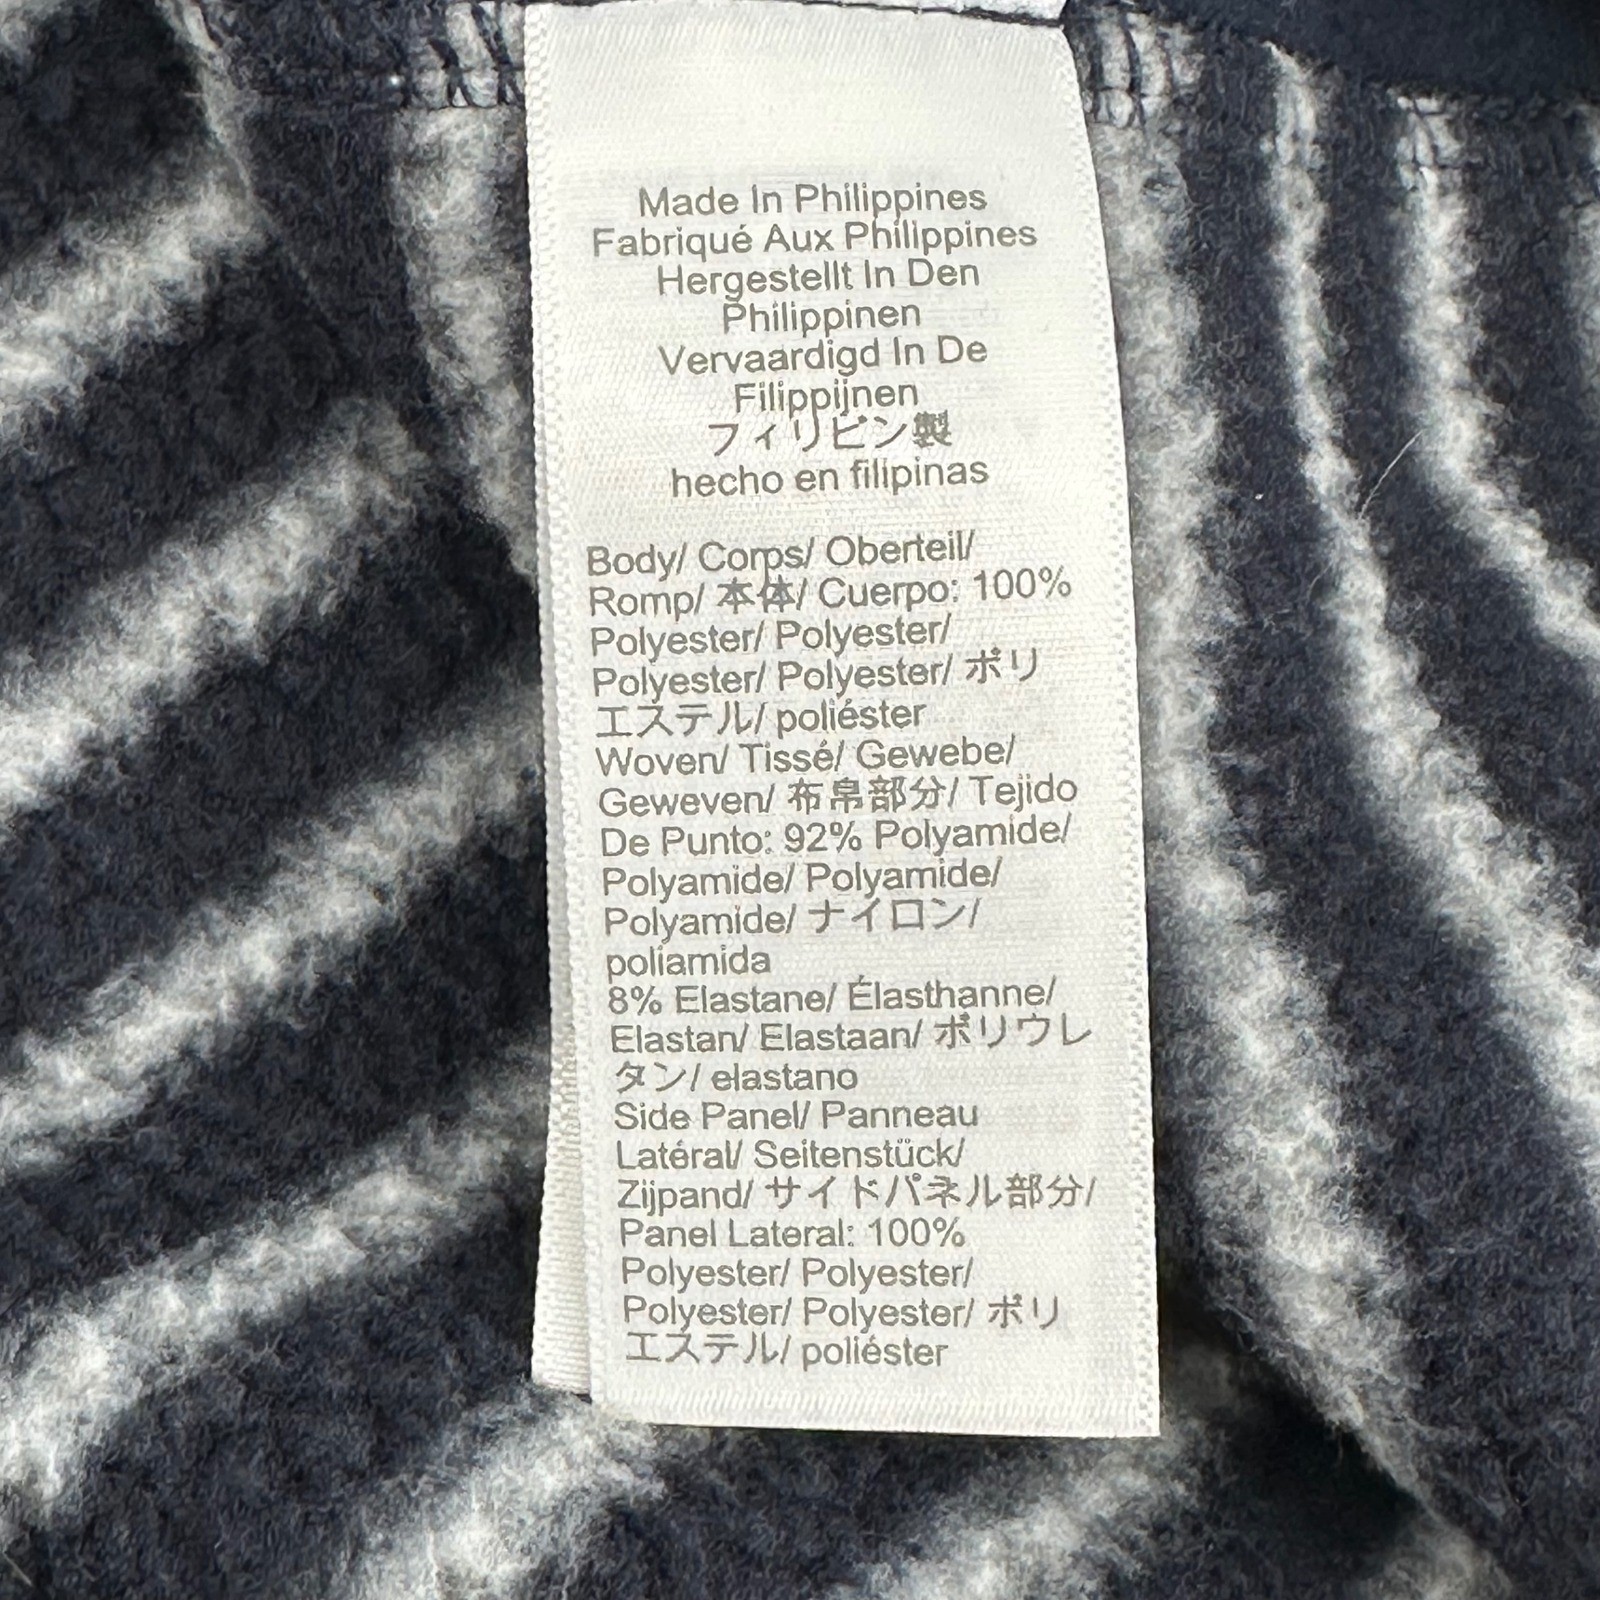 Made In Philippines
Fabriqué Aux Philippines
Hergestellt In Den
Philippinen
Vervaardigd In De
Filippijnen
フィリピン製
hecho en filipinas
Body/ Corps/ Oberteil/
Romp/ 本体/ Cuerpo: 100%
Polyester/ Polyester/
Polyester/ Polyester/ ポリ
エステル/ poliéster
Woven/ Tissé/ Gewebe/
Geweven/ 布帛部分/ Tejido
De Punto: 92% Polyamide/
Polyamide/ Polyamide/
Polyamide/ ナイロン/
poliamida
8% Elastane/ Élasthanne/
Elastan/ Elastaan/ ポリウレ
タン/ elastano
Side Panel/ Panneau
Latéral/ Seitenstück/
Zijpand/ サイドパネル部分/
Panel Lateral: 100%
Polyester/ Polyester/
Polyester/ Polyester/ ポリ
エステル/ poliéster